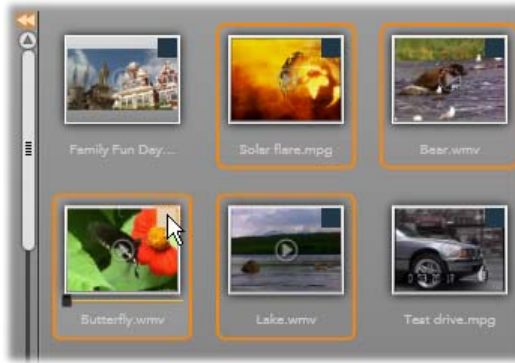 Family Fun Day...
Solar flare.mpg
Bear.wmv
Butterfly.wmv
Lake.wmv
Test drive.mpg